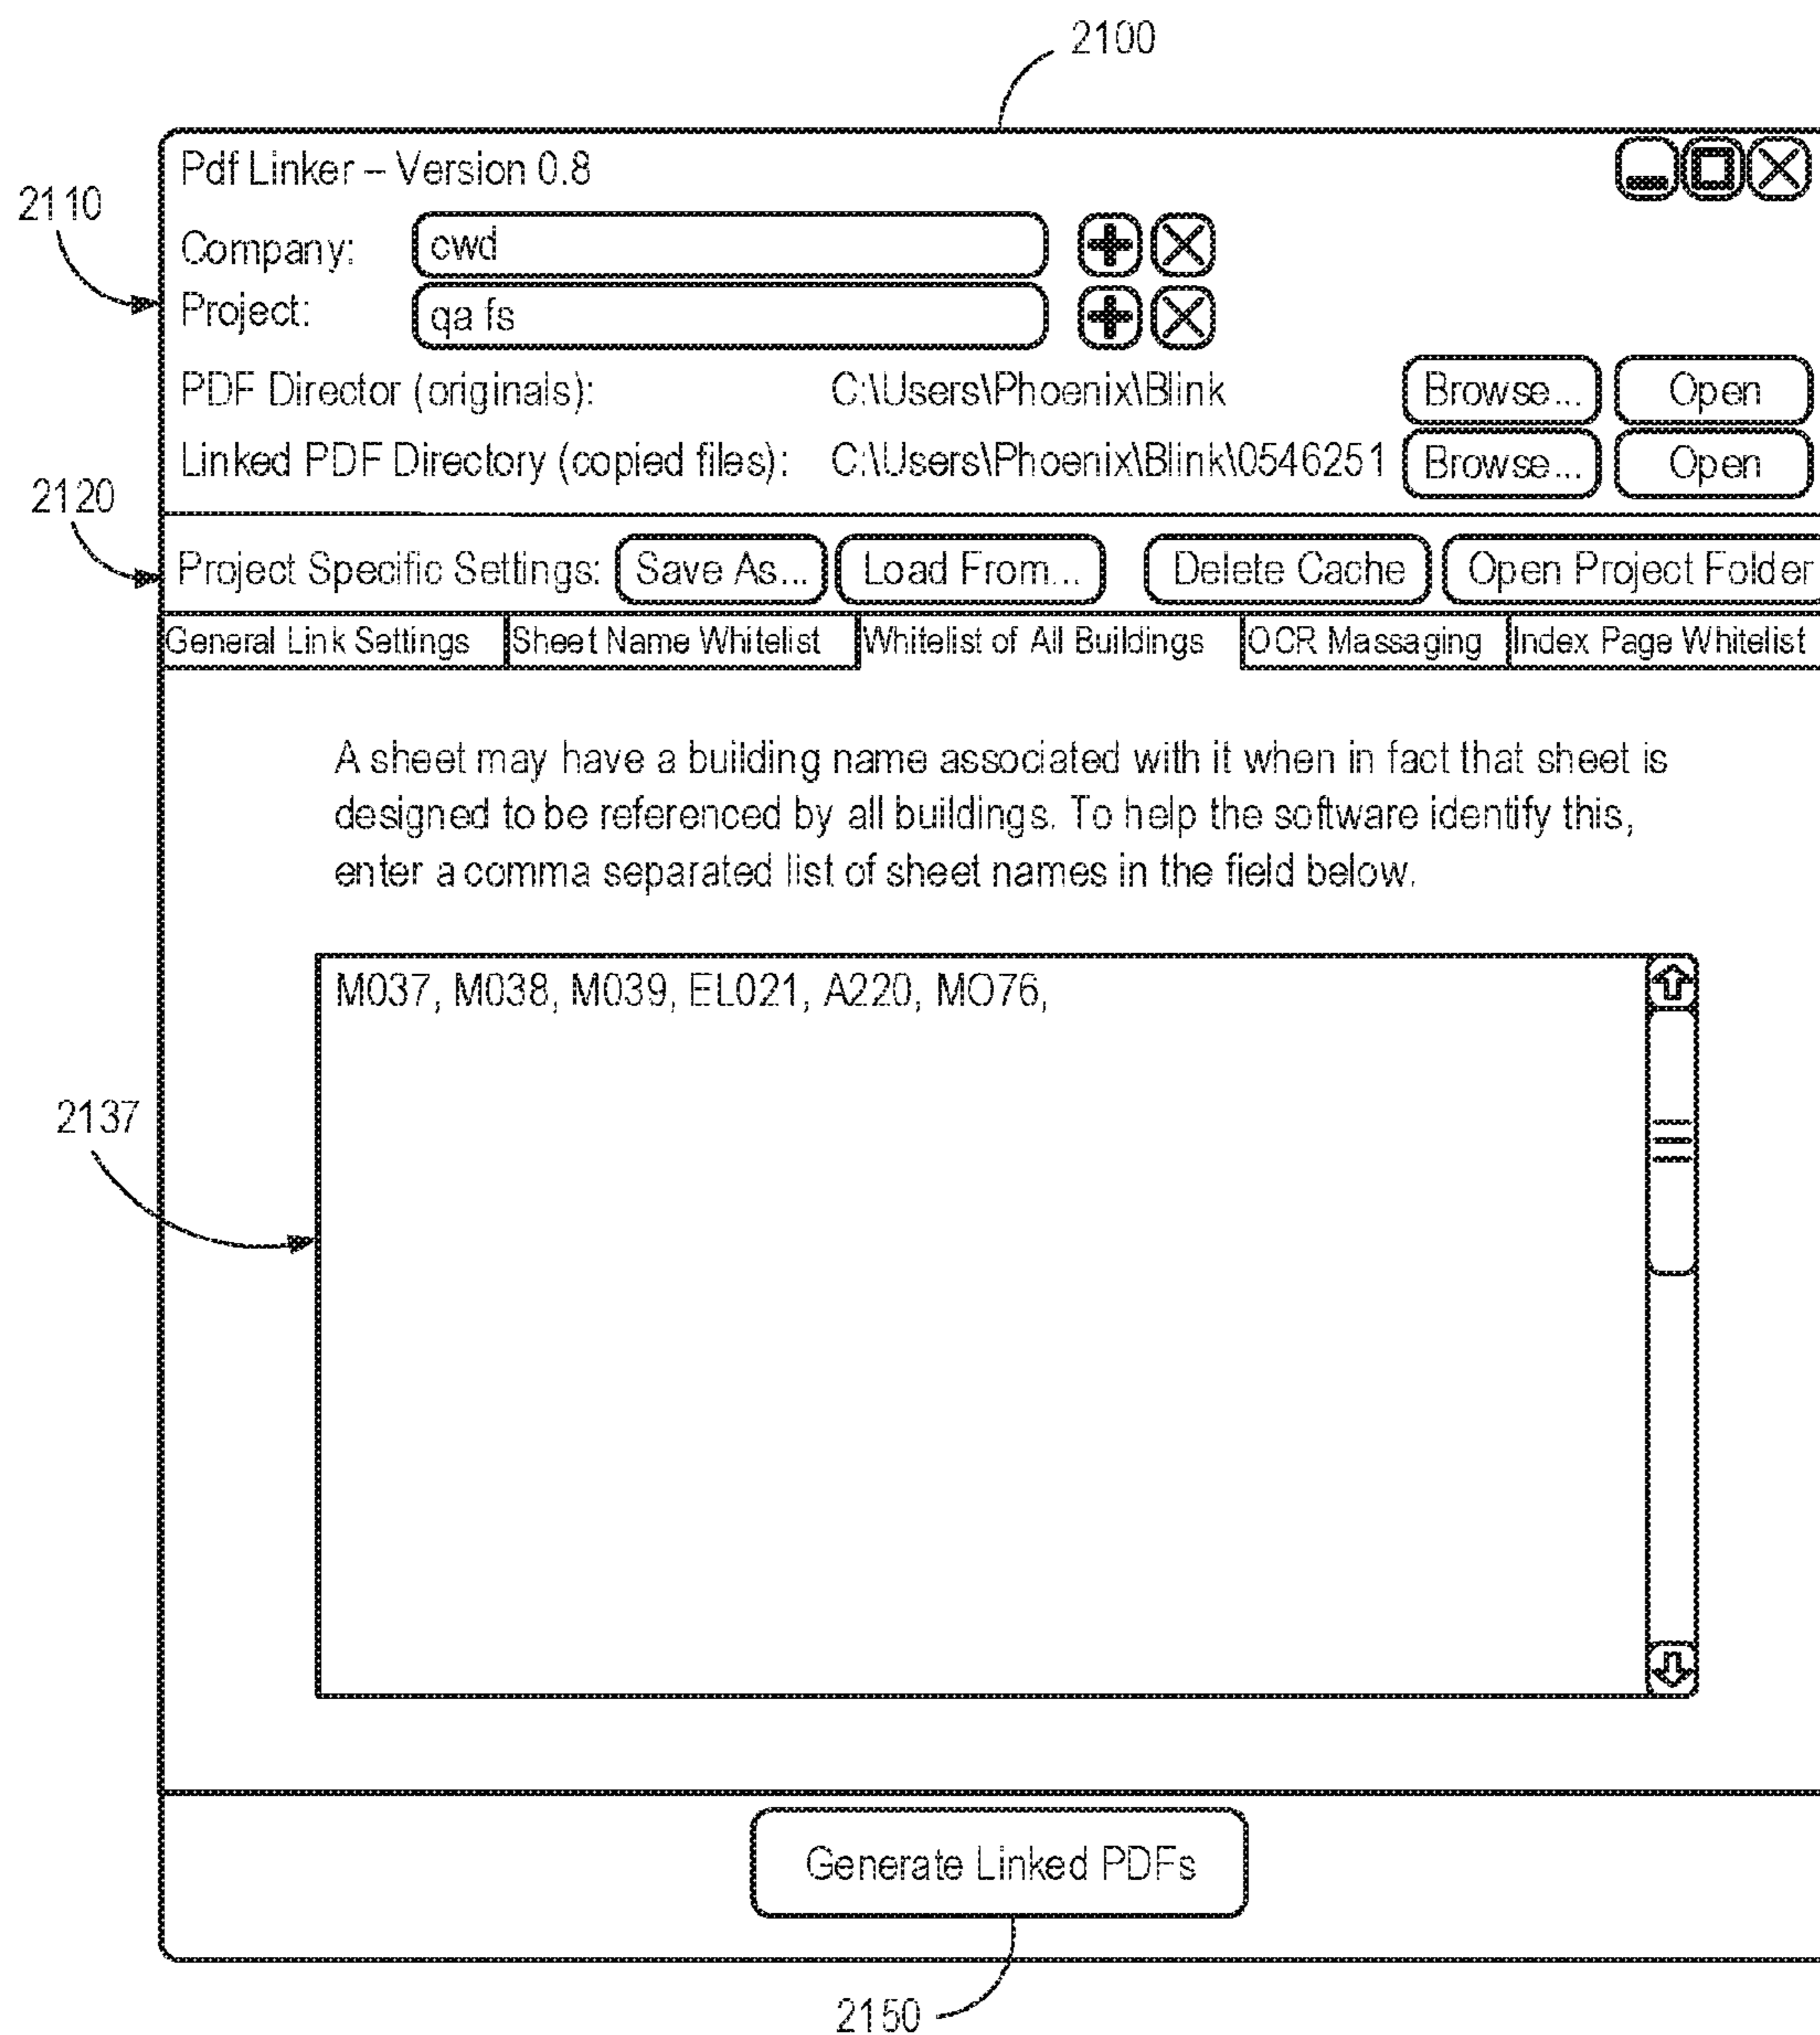 2100
Pdf Linker – Version 0.8
2110
Company: cwd
Project: qa fs
PDF Director (originals): C:\Users\Phoenix\Blink Browse... Open
Linked PDF Directory (copied files): C:\Users\Phoenix\Blink\0546251 Browse... Open
2120
Project Specific Settings: Save As... Load From... Delete Cache Open Project Folder
General Link Settings Sheet Name Whitelist Whitelist of All Buildings OCR Massaging Index Page Whitelist
A sheet may have a building name associated with it when in fact that sheet is
designed to be referenced by all buildings. To help the software identify this,
enter a comma separated list of sheet names in the field below.
M037, M038, M039, EL021, A220, MO76,
2137
Generate Linked PDFs
2150